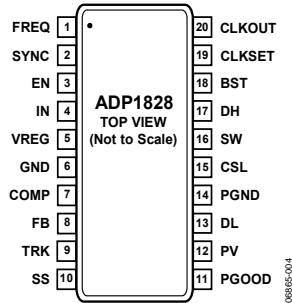 FREQ 1
SYNC 2
EN 3
IN 4
VREG 5
GND 6
COMP 7
FB 8
TRK 9
SS 10
ADP1828
TOP VIEW
(Not to Scale)
20 CLKOUT
19 CLKSET
18 BST
17 DH
16 SW
15 CSL
14 PGND
13 DL
12 PV
11 PGOOD
06865-004